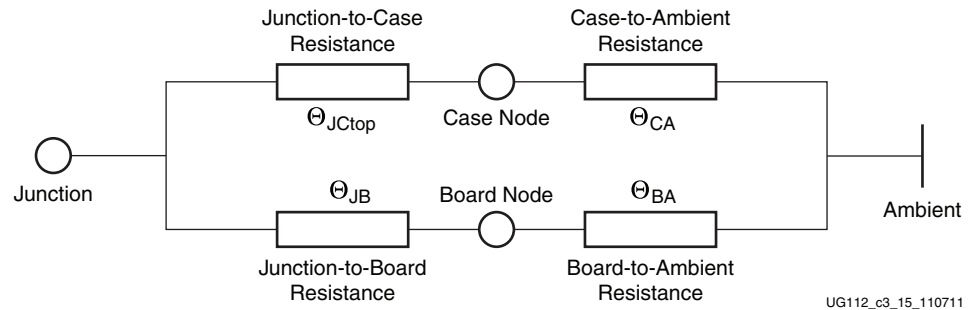 Junction-to-Case
Resistance
Case-to-Ambient
Resistance
ΘJCtop
Case Node
ΘCA
Junction
ΘJB
Board Node
ΘBA
Ambient
Junction-to-Board
Resistance
Board-to-Ambient
Resistance
UG112_c3_15_110711